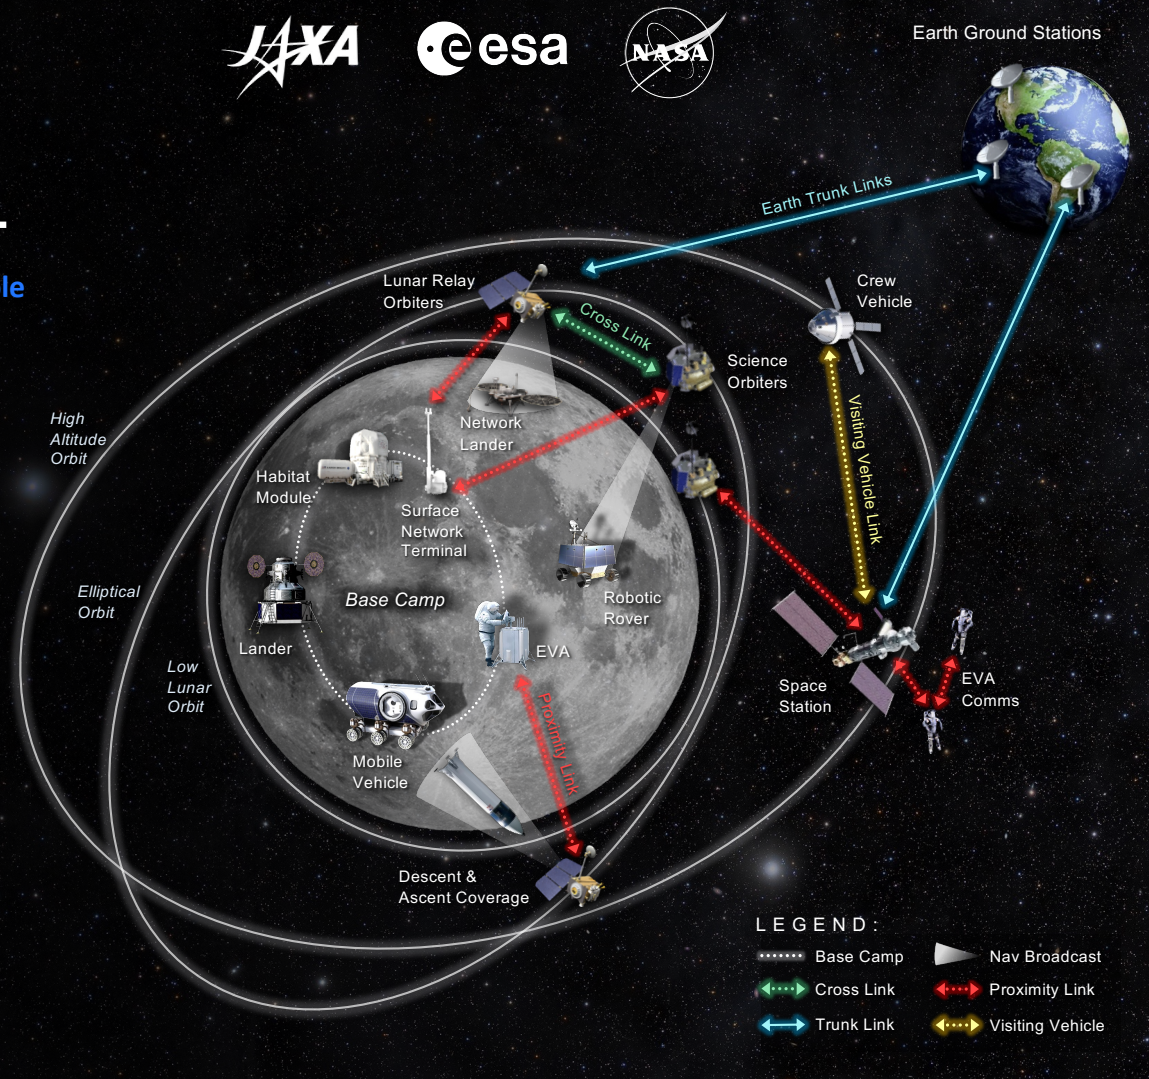 JAXA
esa
NASA
Earth Ground Stations
Earth Trunk Links
Lunar Relay
Orbiters
Crew
Vehicle
Cross Link
Science
Orbiters
Visiting Vehicle Link
High
Altitude
Orbit
Network
Lander
Habitat
Module
Surface
Network
Terminal
Elliptical
Orbit
Base Camp
Robotic
Rover
Lander
EVA
Low
Lunar
Orbit
Space
Station
EVA
Comms
Proximity Link
Mobile
Vehicle
Descent &
Ascent Coverage
LEGEND:
Base Camp
Nav Broadcast
Cross Link
Proximity Link
Trunk Link
Visiting Vehicle